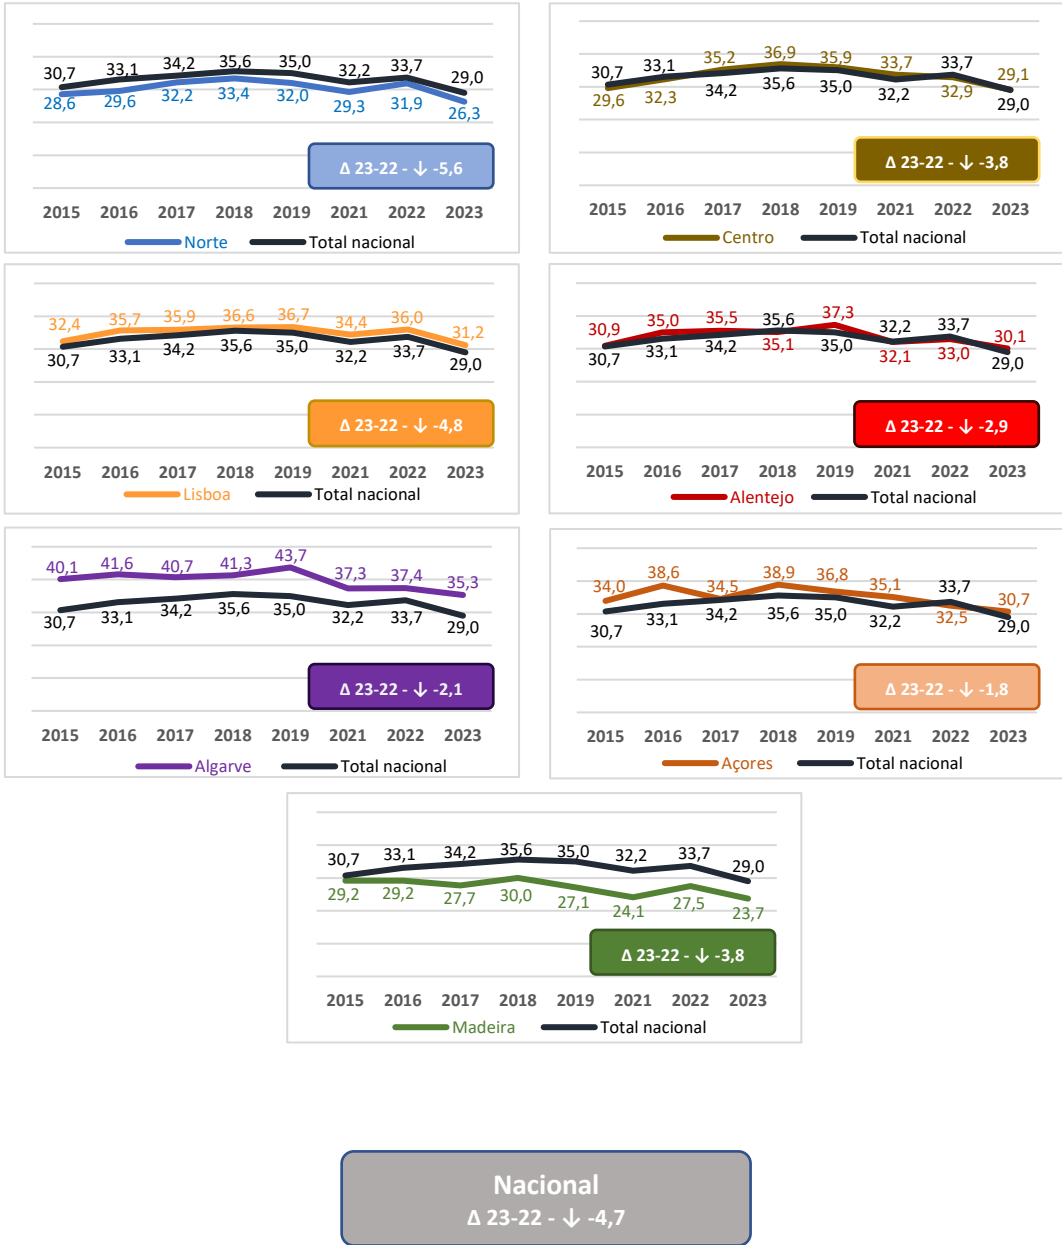 30,7 33,1 34,2 35,6 35,0 32,2 33,7 29,0
28,6 29,6 32,2 33,4 32,0 29,3 31,9 26,3
Δ 23-22 - ↓ -5,6
2015 2016 2017 2018 2019 2021 2022 2023
Norte Total nacional
30,7 33,1 35,2 36,9 35,9 33,7 33,7 29,1
29,6 32,3 34,2 35,6 35,0 32,2 32,9 29,0
Δ 23-22 - ↓ -3,8
2015 2016 2017 2018 2019 2021 2022 2023
Centro Total nacional
32,4 35,7 35,9 36,6 36,7 34,4 36,0 31,2
30,7 33,1 34,2 35,6 35,0 32,2 33,7 29,0
Δ 23-22 - ↓ -4,8
2015 2016 2017 2018 2019 2021 2022 2023
Lisboa Total nacional
30,9 35,0 35,5 35,6 37,3 32,2 33,7 30,1
30,7 33,1 34,2 35,1 35,0 32,1 33,0 29,0
Δ 23-22 - ↓ -2,9
2015 2016 2017 2018 2019 2021 2022 2023
Alentejo Total nacional
40,1 41,6 40,7 41,3 43,7 37,3 37,4 35,3
30,7 33,1 34,2 35,6 35,0 32,2 33,7 29,0
Δ 23-22 - ↓ -2,1
2015 2016 2017 2018 2019 2021 2022 2023
Algarve Total nacional
34,0 38,6 34,5 38,9 36,8 35,1 33,7 30,7
30,7 33,1 34,2 35,6 35,0 32,2 32,5 29,0
Δ 23-22 - ↓ -1,8
2015 2016 2017 2018 2019 2021 2022 2023
Açores Total nacional
30,7 33,1 34,2 35,6 35,0 32,2 33,7 29,0
29,2 29,2 27,7 30,0 27,1 24,1 27,5 23,7
Δ 23-22 - ↓ -3,8
2015 2016 2017 2018 2019 2021 2022 2023
Madeira Total nacional
Nacional
Δ 23-22 - ↓ -4,7